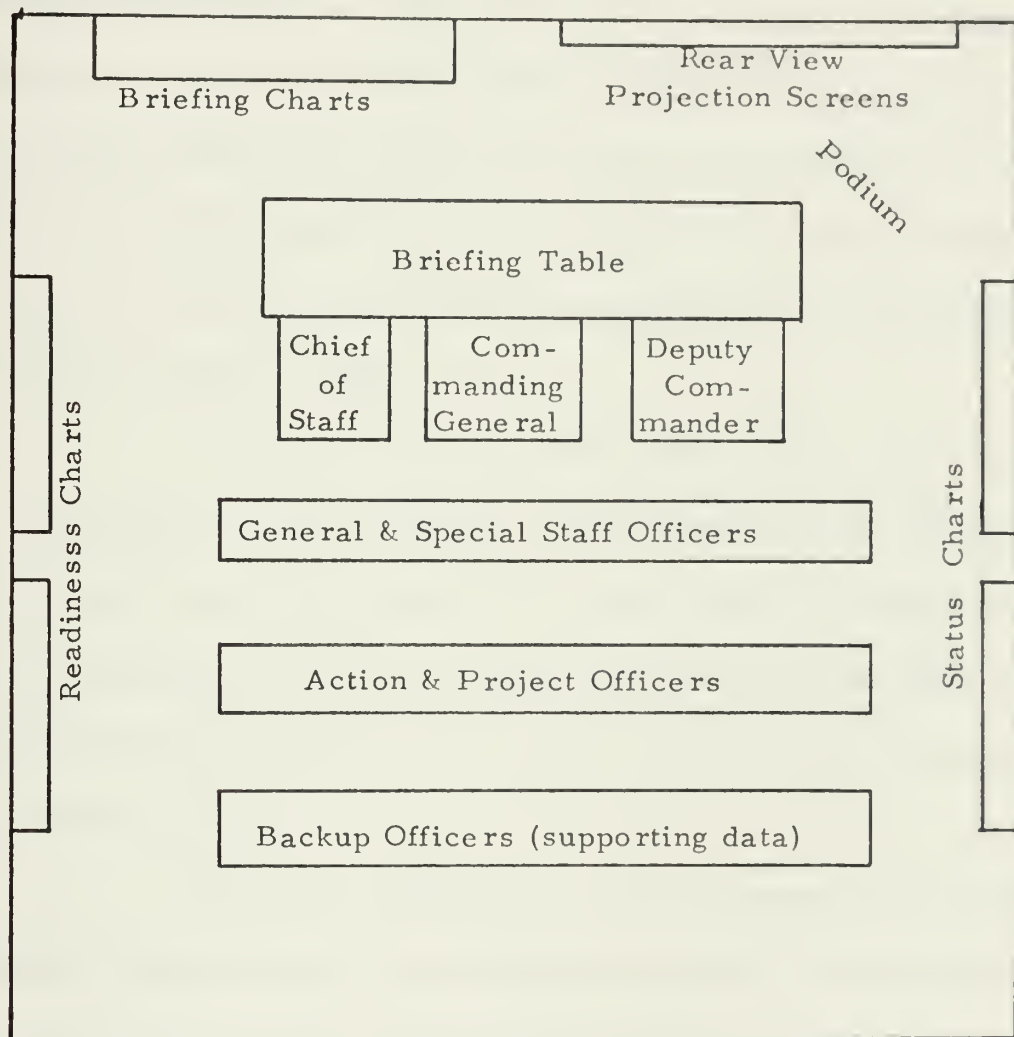 Briefing Charts
Rear View
Projection Screens
Podium
Briefing Table
Chief
of
Staff
Com-
manding
General
Deputy
Com-
mander
Readinesss Charts
Status Charts
General & Special Staff Officers
Action & Project Officers
Backup Officers (supporting data)